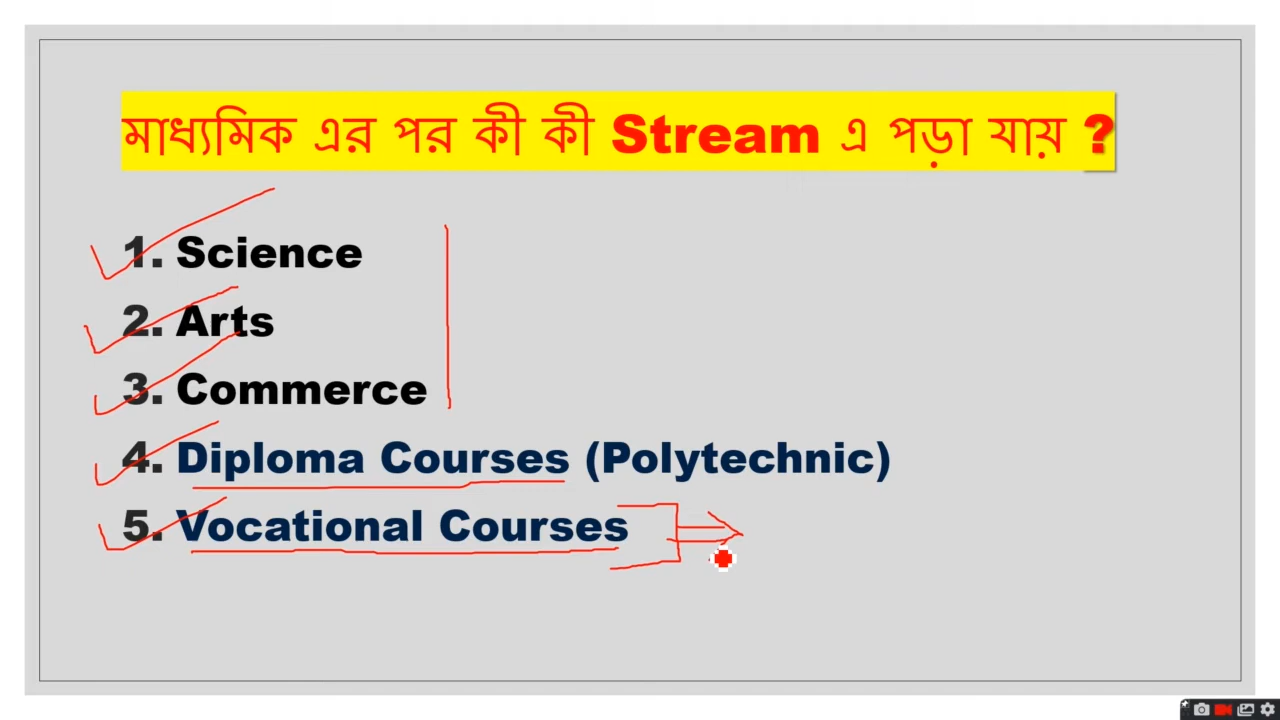 মাধ্যমিক এর পর কী কী Stream এ পড়া যায় ?
1. Science
2. Arts
3. Commerce
4. Diploma Courses (Polytechnic)
5. Vocational Courses